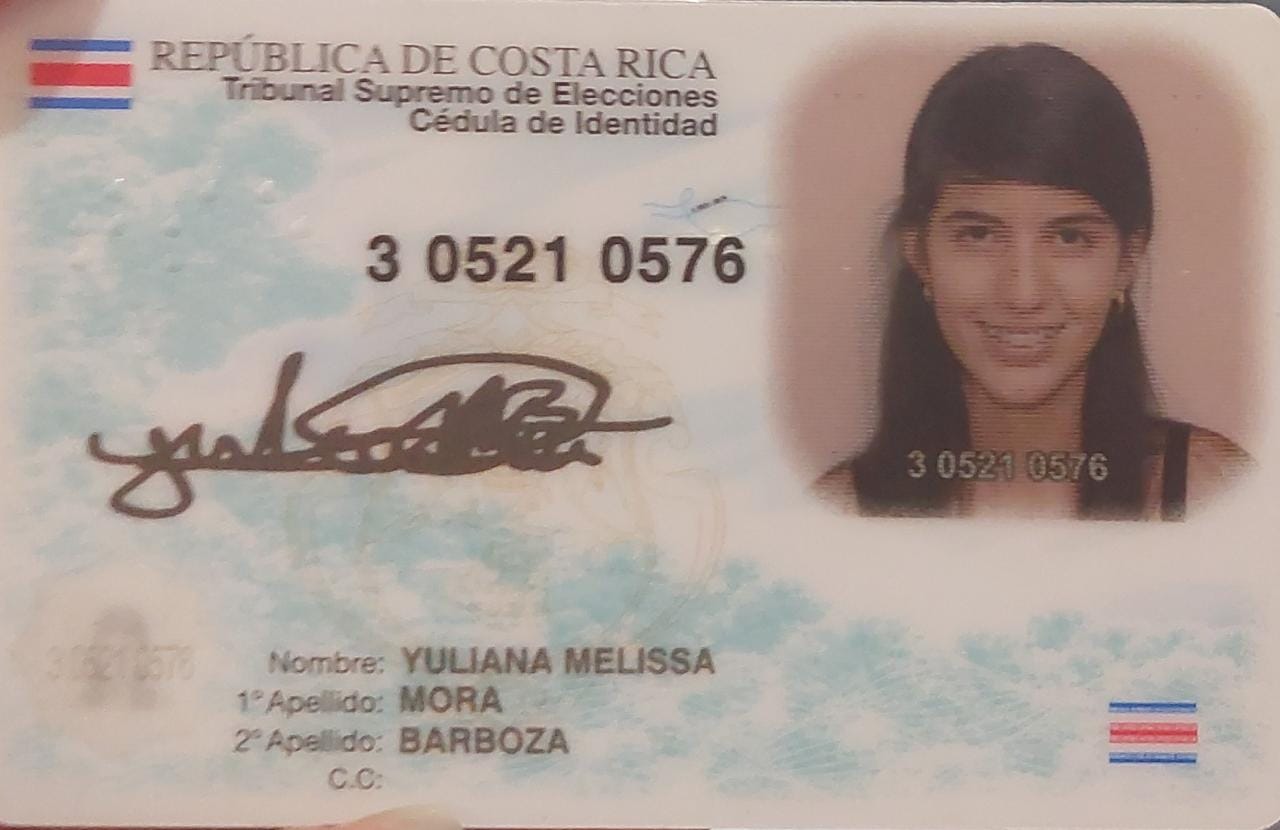 REPÚBLICA DE COSTA RICA
Tribunal Supremo de Elecciones
Cédula de Identidad
3 0521 0576
3 0521 0576
3 0521 0576
Nombre: YULIANA MELISSA
1° Apellido: MORA
2° Apellido: BARBOZA
C.C: